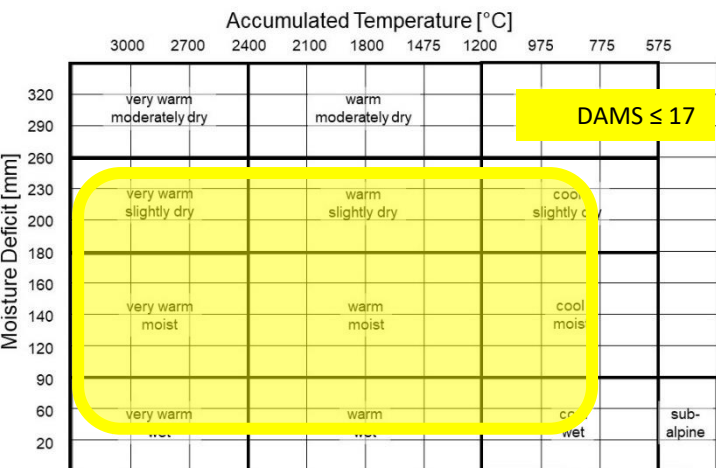 Accumulated Temperature [°C]
3000 2700 2400 2100 1800 1475 1200 975 775 575
Moisture Deficit [mm]
320
very warm warm
moderately dry moderately dry
DAMS ≤ 17
290
260
230
very warm warm
slightly dry slightly dry slightly
200
180
160
very warm warm cool
140
moist moist
120
90
60
very warm warm sub-
wet alpine
20